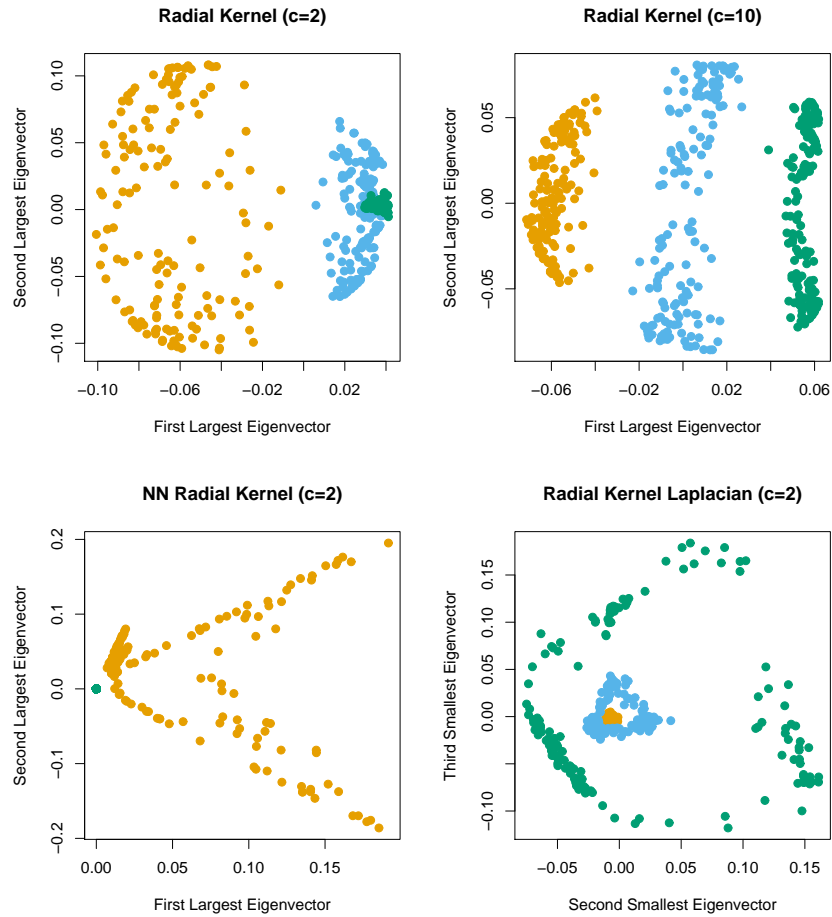 Radial Kernel (c=2)
Second Largest Eigenvector
0.10
0.05
0.00
−0.05
−0.10
−0.10
−0.06
−0.02
0.02
First Largest Eigenvector
Radial Kernel (c=10)
Second Largest Eigenvector
0.05
0.00
−0.05
−0.06
−0.02
0.02
0.06
First Largest Eigenvector
NN Radial Kernel (c=2)
Second Largest Eigenvector
0.2
0.1
0.0
−0.1
−0.2
0.00
0.05
0.10
0.15
First Largest Eigenvector
Radial Kernel Laplacian (c=2)
Third Smallest Eigenvector
0.15
0.10
0.05
0.00
−0.10
−0.05
0.00
0.05
0.10
0.15
Second Smallest Eigenvector